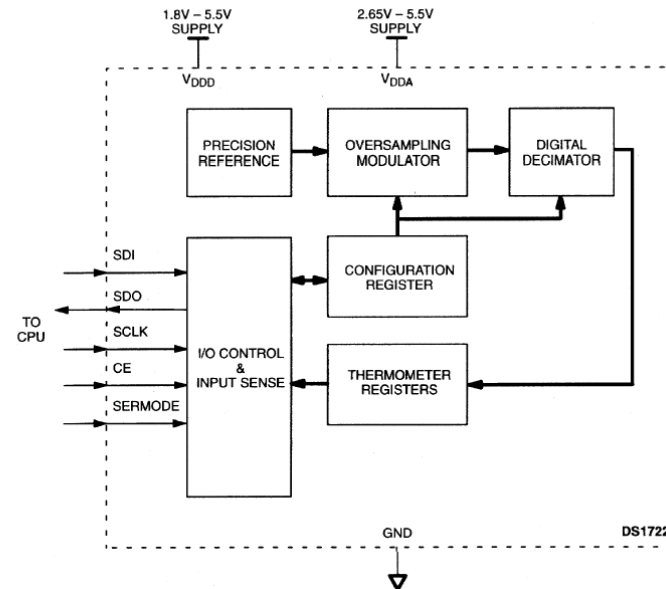 1.8V – 5.5V
SUPPLY
2.65V – 5.5V
SUPPLY
VDDD
VDDA
PRECISION
REFERENCE
OVERSAMPLING
MODULATOR
DIGITAL
DECIMATOR
SDI
SDO
TO
CPU
SCLK
CE
SERMODE
I/O CONTROL
&
INPUT SENSE
CONFIGURATION
REGISTER
THERMOMETER
REGISTERS
GND
DS1722